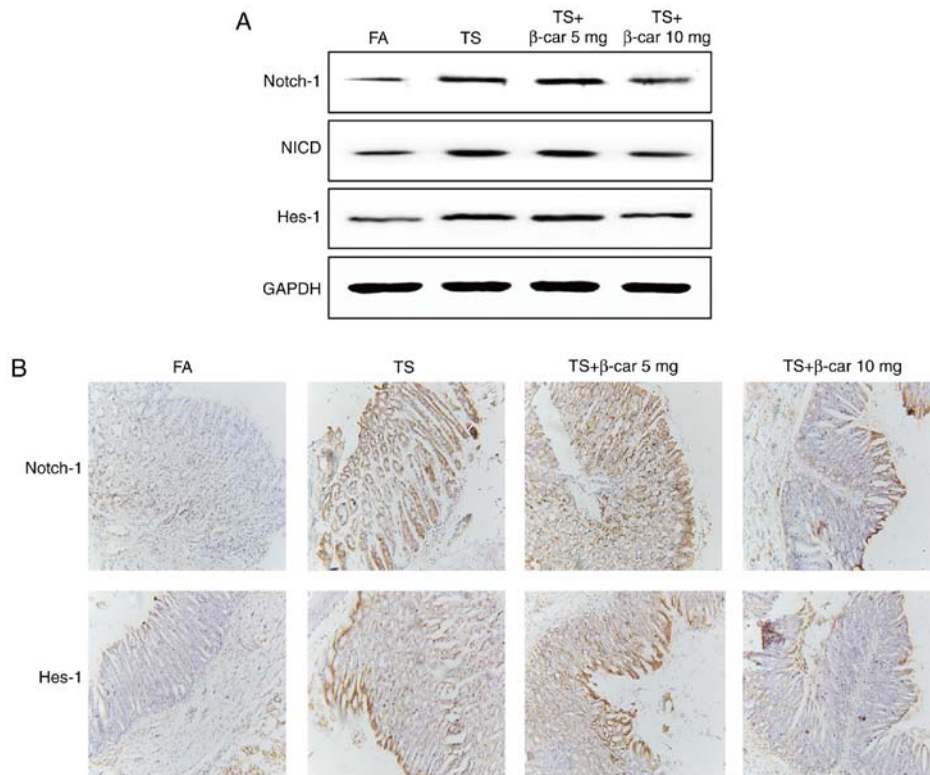 A
FA
TS
TS+
β-car 5 mg
TS+
β-car 10 mg
Notch-1
NICD
Hes-1
GAPDH
B
FA
TS
TS+β-car 5 mg
TS+β-car 10 mg
Notch-1
Hes-1